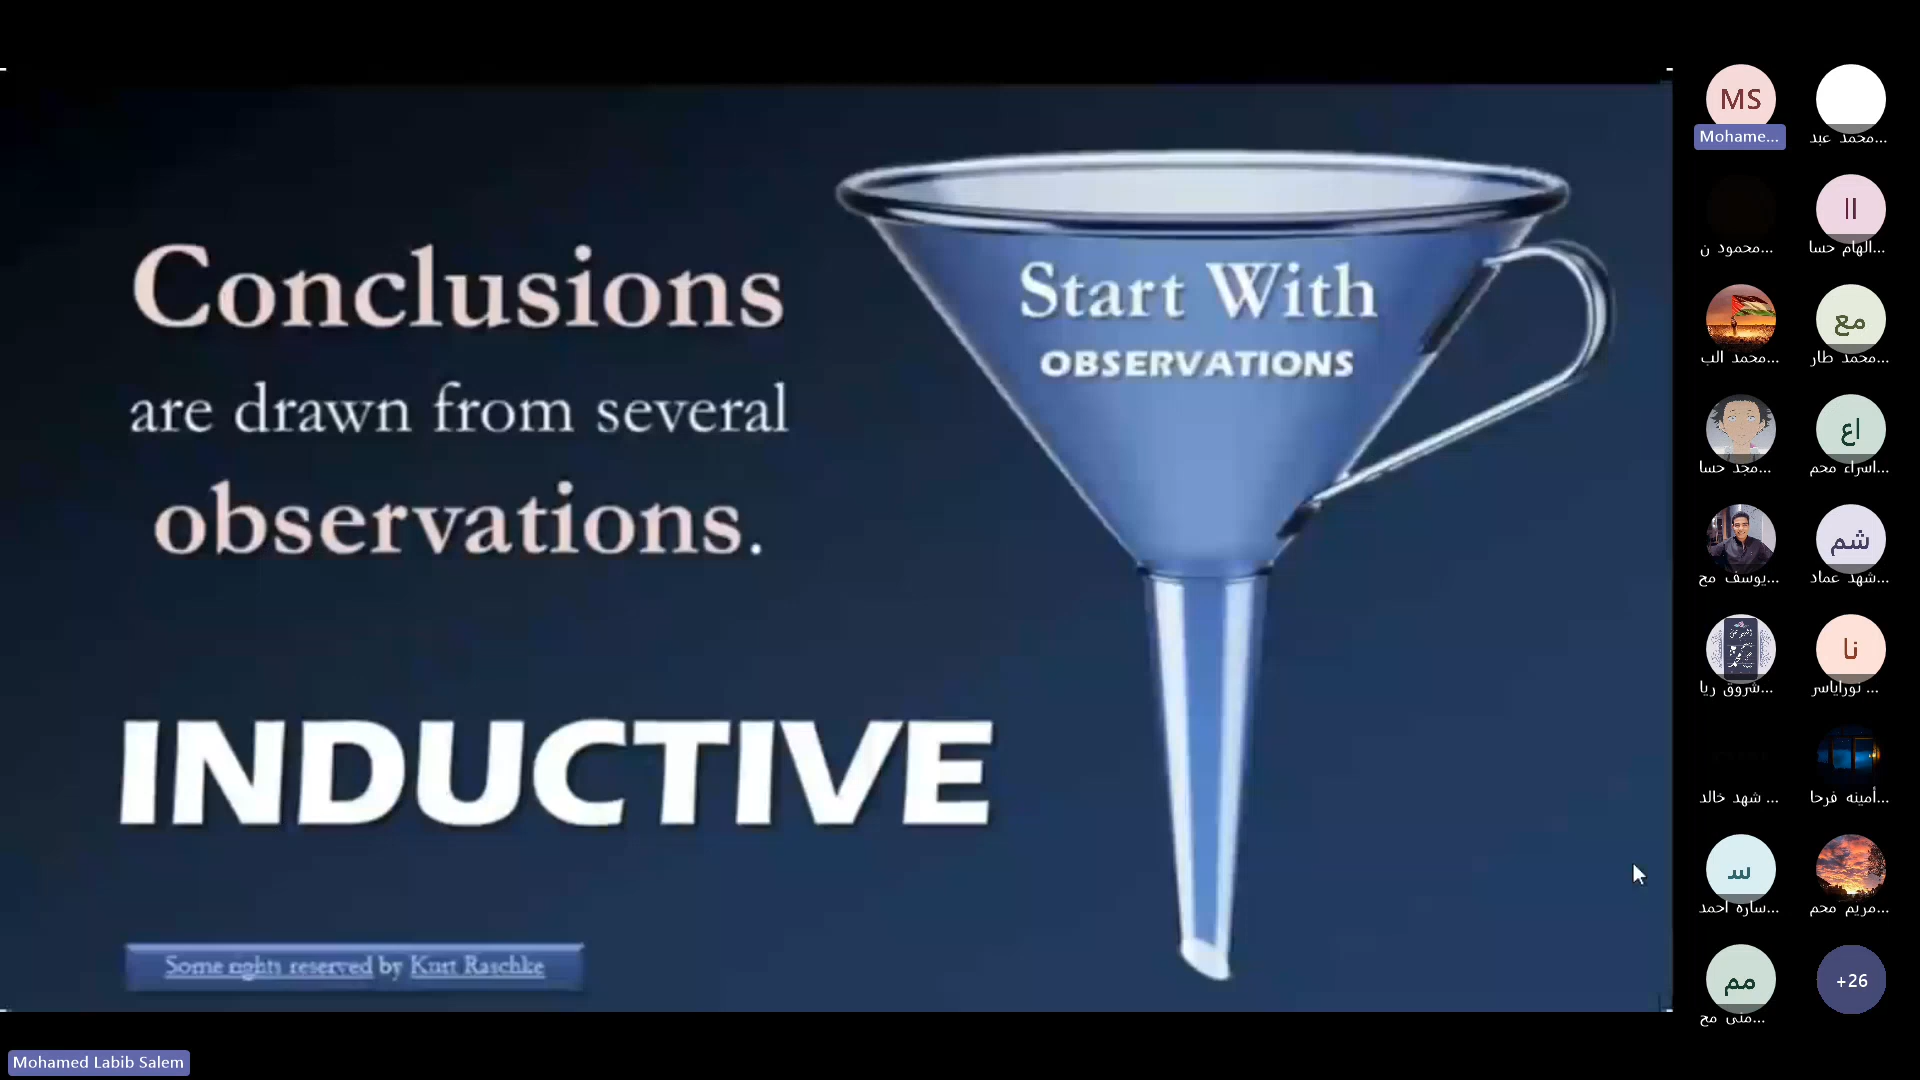 Conclusions
are drawn from several
observations.
Start With
OBSERVATIONS
INDUCTIVE
Some rights reserved by Kurt Raschke
Mohamed Labib Salem
MS
Mohame...
محمد عبد...
محمود ن...
اا
الهام حسا...
محمد الب...
مع
محمد طار...
مجد حسا...
اع
اسراء محم...
يوسف مح...
شم
شهد عماد...
شروق ريا...
نا
نوراياسر ...
شهد خالد ...
أمينه فرحا...
س
ساره احمد...
مريم محم...
مم
منى مح...
+26